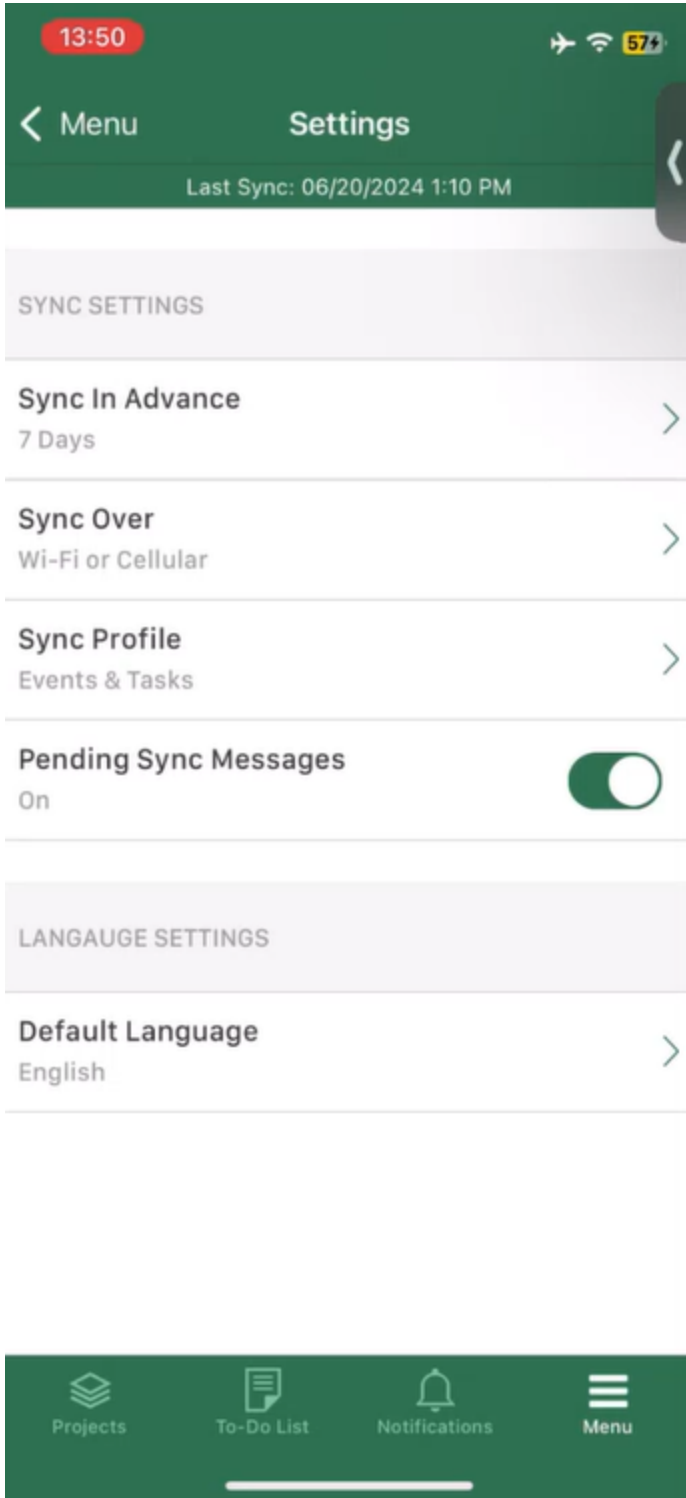 13:50
57
Menu
Settings
Last Sync: 06/20/2024 1:10 PM
SYNC SETTINGS
Sync In Advance
7 Days
Sync Over
Wi-Fi or Cellular
Sync Profile
Events & Tasks
Pending Sync Messages
On
LANGAUGE SETTINGS
Default Language
English
Projects
To-Do List
Notifications
Menu